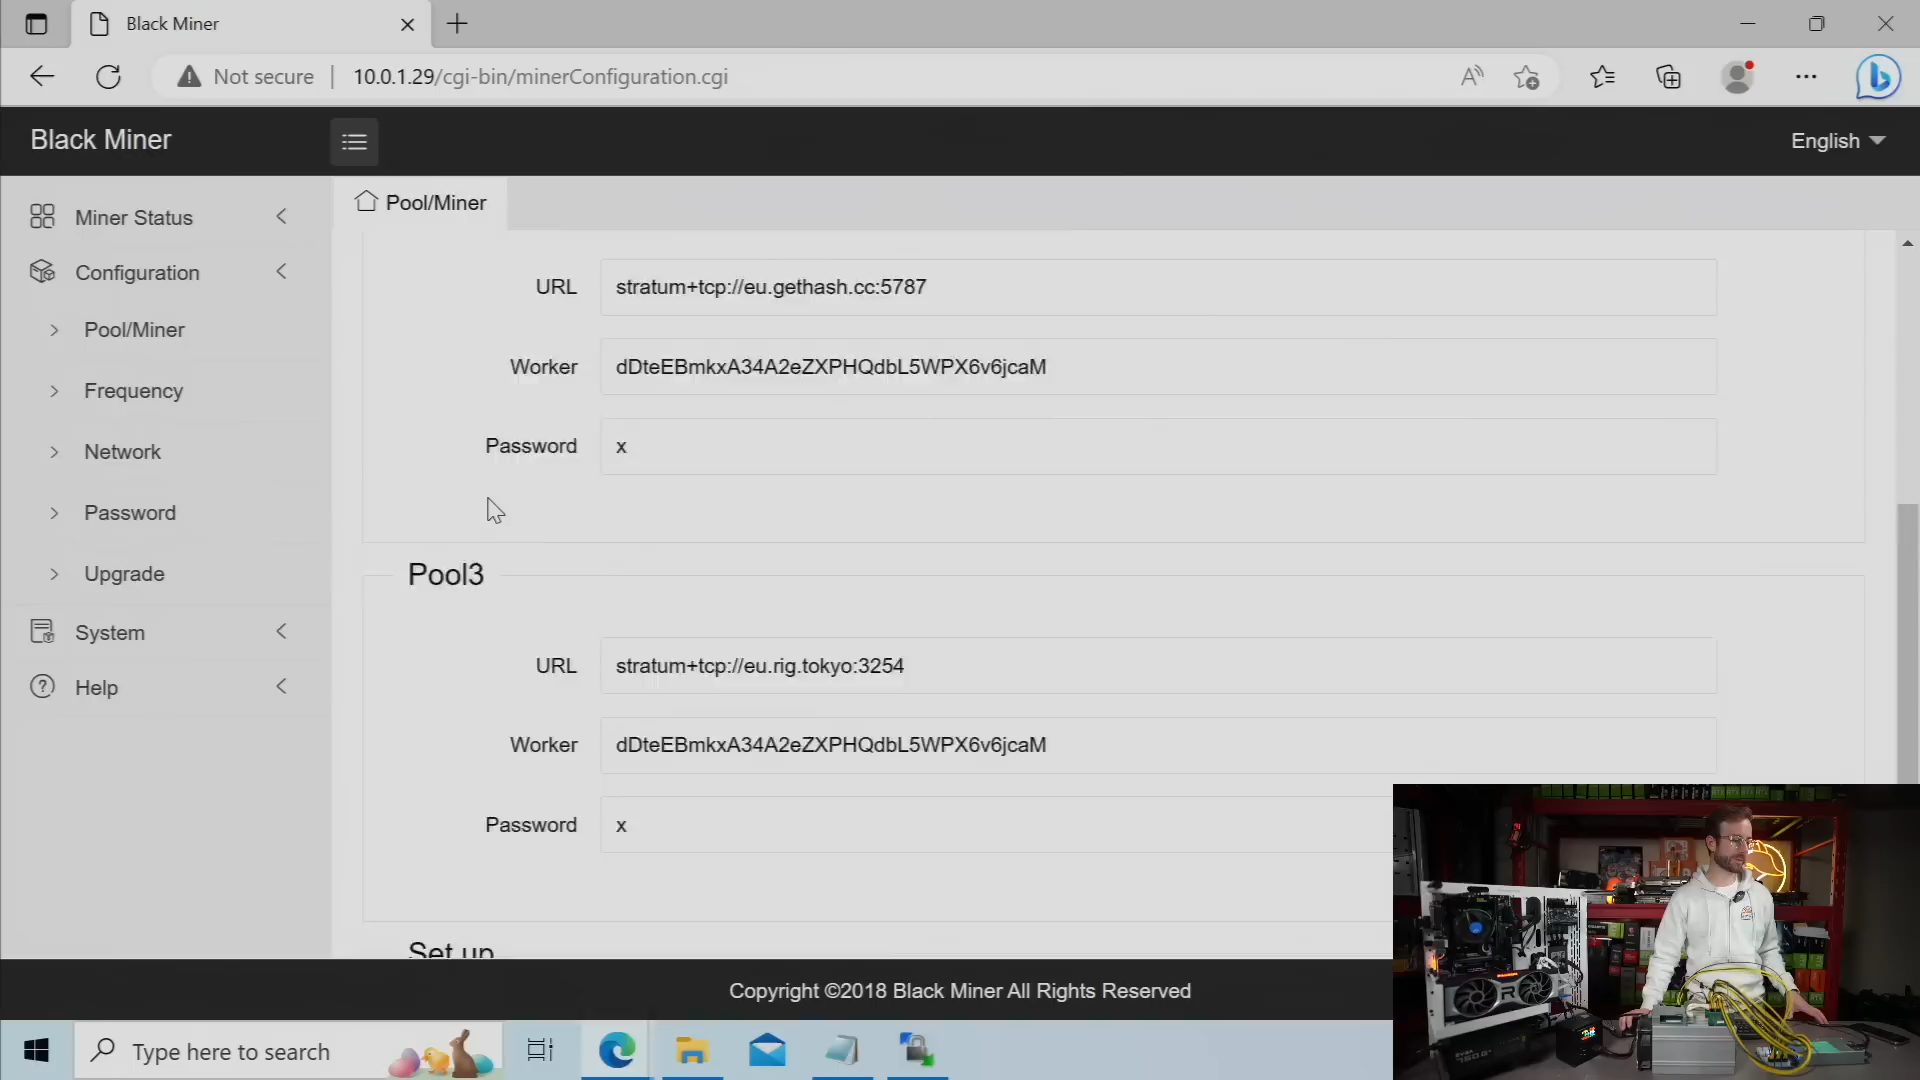 Black Miner
Not secure
10.0.1.29/cgi-bin/minerConfiguration.cgi
Black Miner
English
Miner Status
Configuration
Pool/Miner
Frequency
Network
Password
Upgrade
System
Help
Pool/Miner
URL
stratum+tcp://eu.gethash.cc:5787
Worker
dDteEBmkxA34A2eZXPHQdbL5WPX6v6jcaM
Password
x
Pool3
URL
stratum+tcp://eu.rig.tokyo:3254
Worker
dDteEBmkxA34A2eZXPHQdbL5WPX6v6jcaM
Password
x
Set up
Copyright ©2018 Black Miner All Rights Reserved
Type here to search